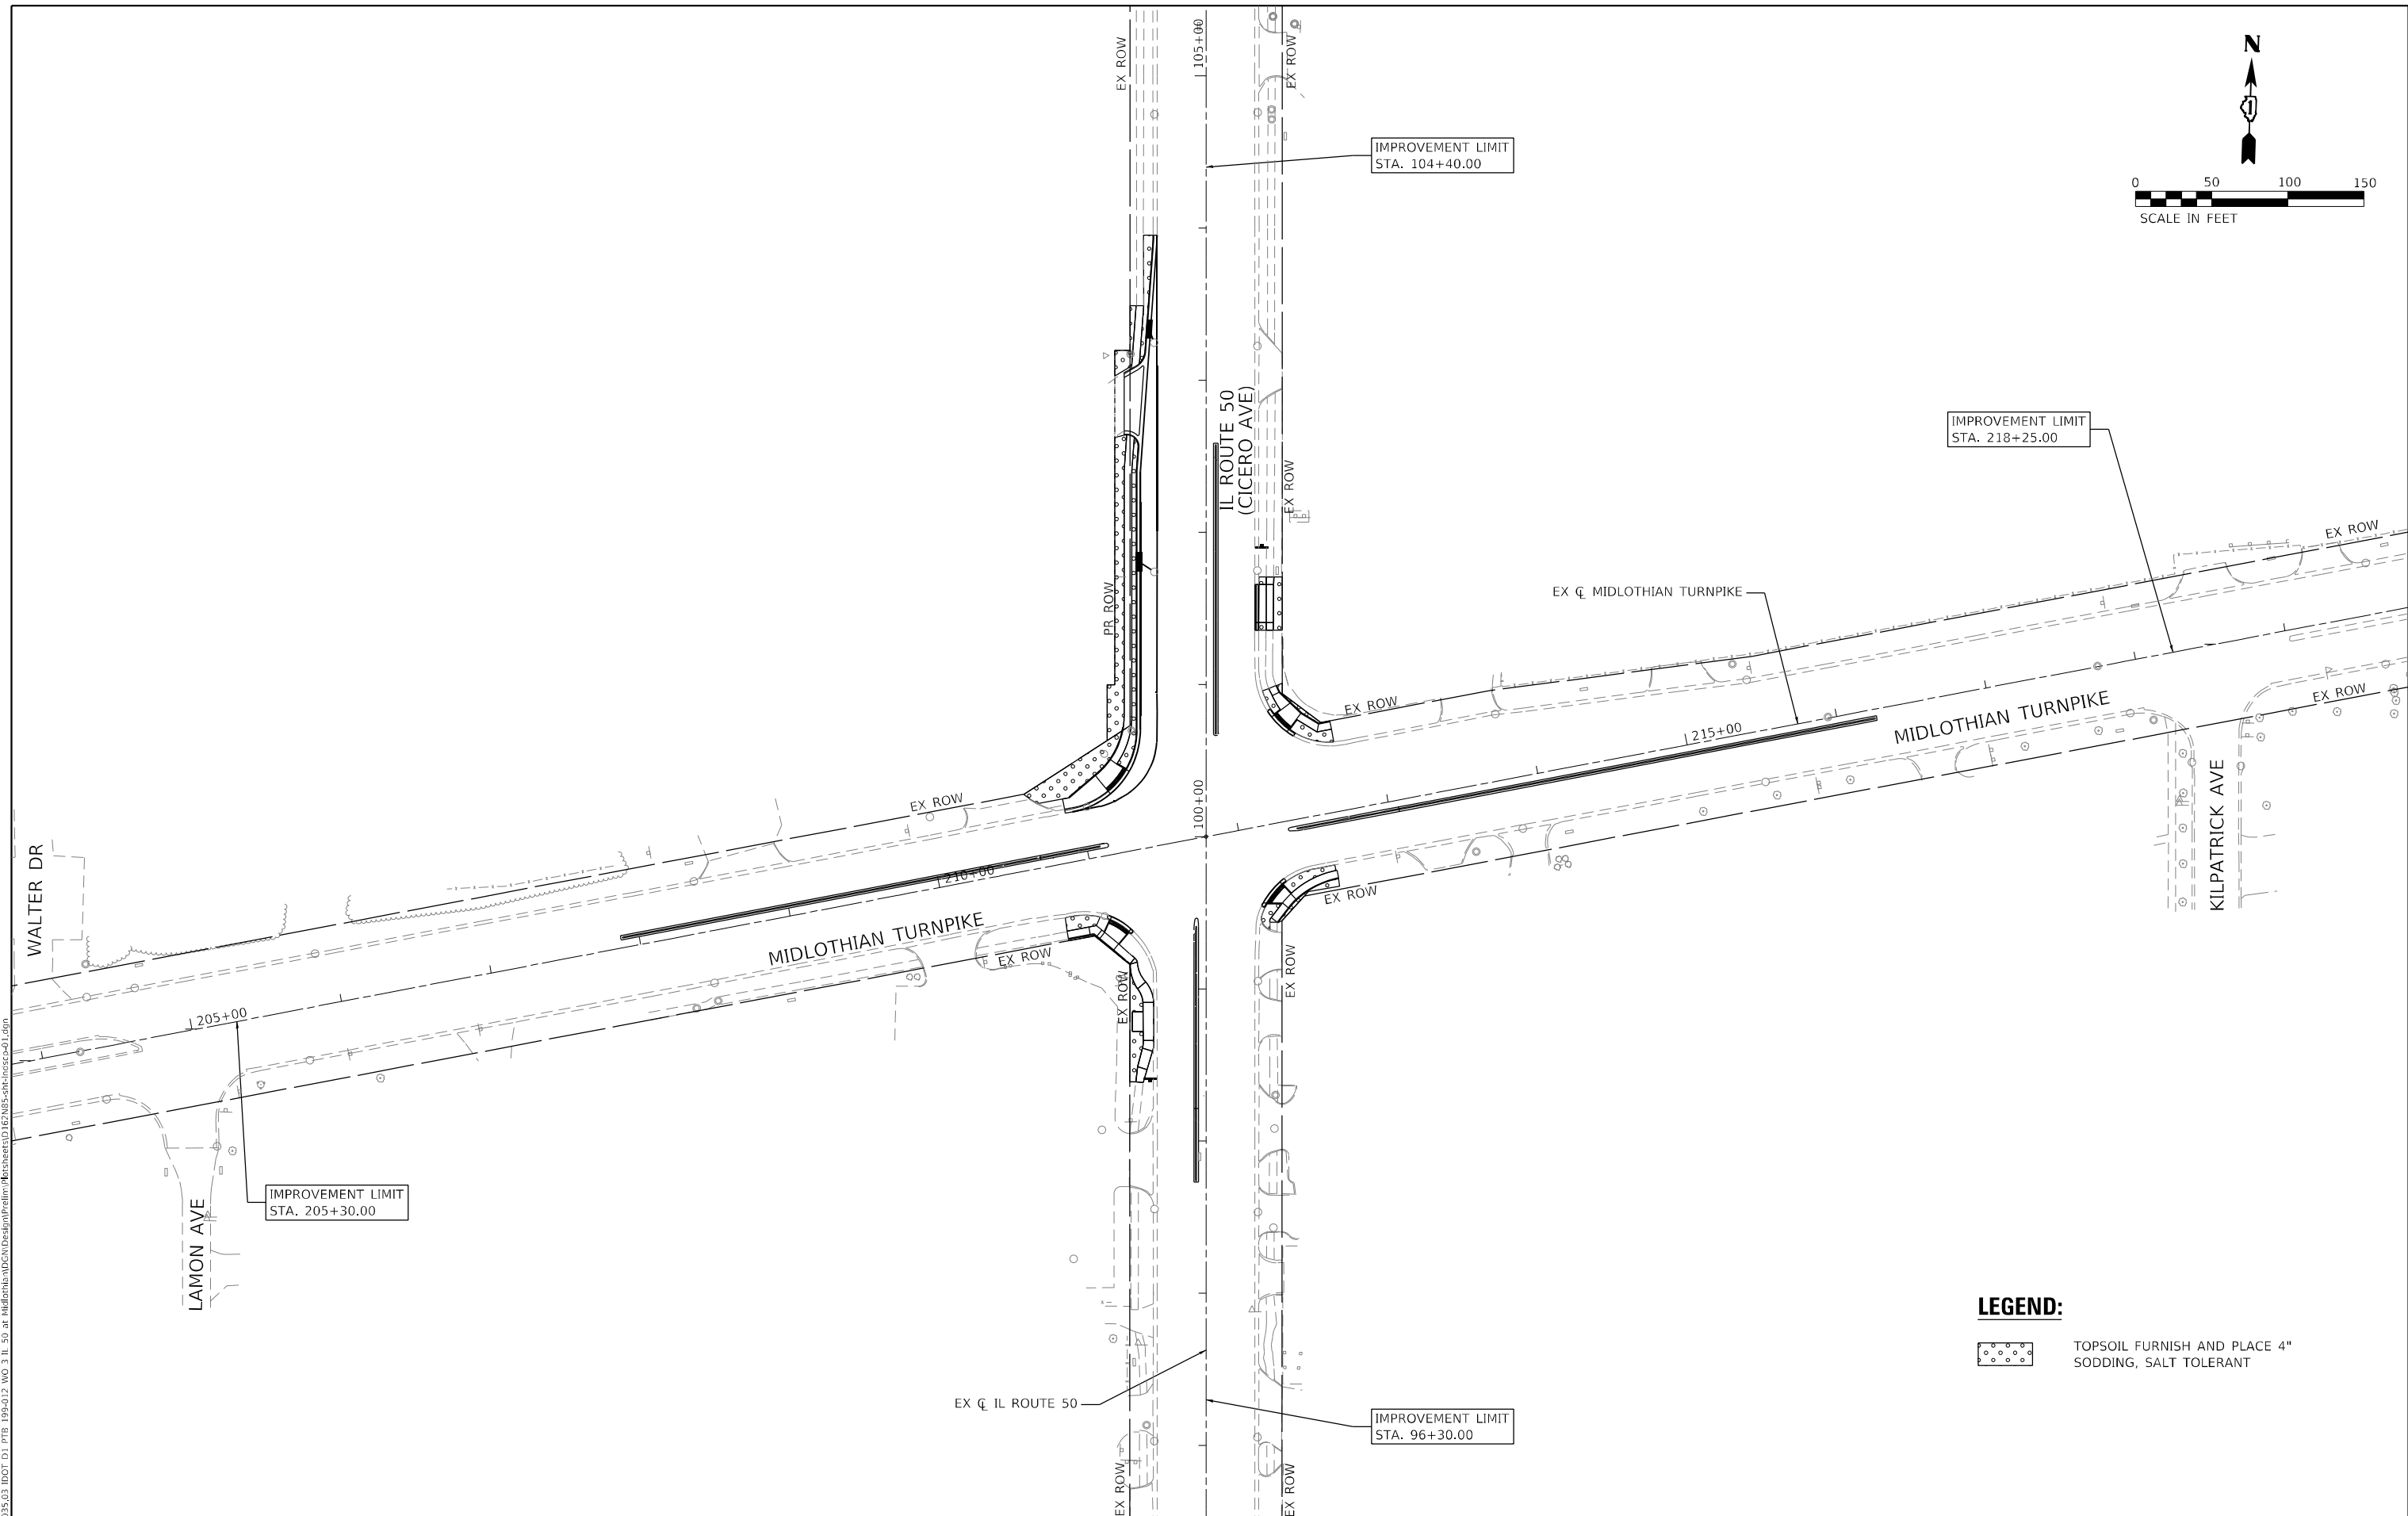 EX ROW
105+00
EX ROW
N
IMPROVEMENT LIMIT
STA. 104+40.00
0 50 100 150
SCALE IN FEET
IL ROUTE 50
(CICERO AVE)
EX ROW
IMPROVEMENT LIMIT
STA. 218+25.00
EX ROW
EX ℄ MIDLOTHIAN TURNPIKE
PR ROW
EX ROW
EX ROW
215+00
MIDLOTHIAN TURNPIKE
KILPATRICK AVE
EX ROW
100+00
WALTER DR
210+00
EX ROW
MIDLOTHIAN TURNPIKE
EX ROW
EX ROW
EX ROW
205+00
IMPROVEMENT LIMIT
STA. 205+30.00
LAMON AVE
LEGEND:
TOPSOIL FURNISH AND PLACE 4"
SODDING, SALT TOLERANT
EX ℄ IL ROUTE 50
IMPROVEMENT LIMIT
STA. 96+30.00
EX ROW
EX ROW